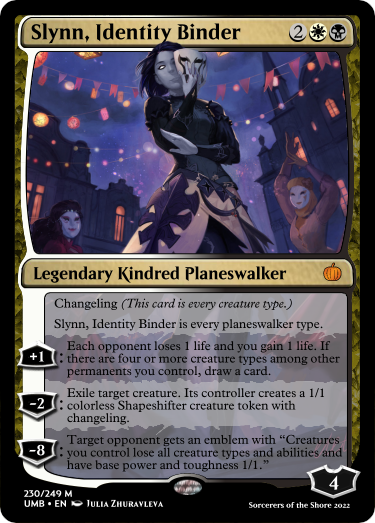 Slynn, Identity Binder 2
Legendary Kindred Planeswalker
Changeling (This card is every creature type.)
Slynn, Identity Binder is every planeswalker type.
+1: Each opponent loses 1 life and you gain 1 life. If
there are four or more creature types among other
permanents you control, draw a card.
-2: Exile target creature. Its controller creates a 1/1
colorless Shapeshifter creature token with
changeling.
-8: Target opponent gets an emblem with “Creatures
you control lose all creature types and abilities and
have base power and toughness 1/1.”
4
230/249 M
UMB • EN Julia Zhuravleva
Sorcerers of the Shore 2022